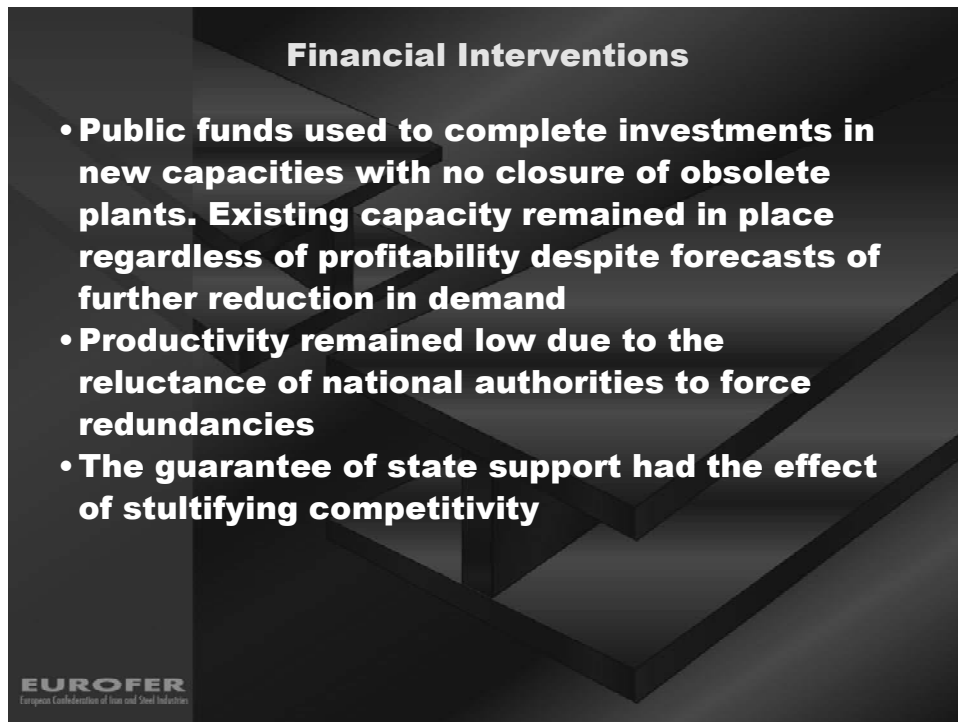 Financial Interventions
• Public funds used to complete investments in
new capacities with no closure of obsolete
plants. Existing capacity remained in place
regardless of profitability despite forecasts of
further reduction in demand
• Productivity remained low due to the
reluctance of national authorities to force
redundancies
• The guarantee of state support had the effect
of stultifying competitivity
EUROFER
European Confederation of Iron and Steel Industries